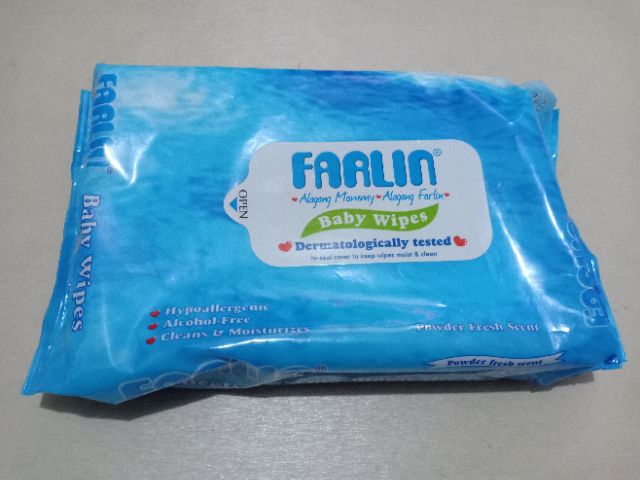 FARLIN®
Baby Wipes
OPEN
FARLIN®
Alagang Mommy Alagang Farlin
Baby Wipes
Dermatologically tested
re-seal cover to keep wipes moist & clean
Hypoallergenic
Alcohol-Free
Cleans & Moisturizes
Powder Fresh Scent
Powder fresh scent
FARLIN